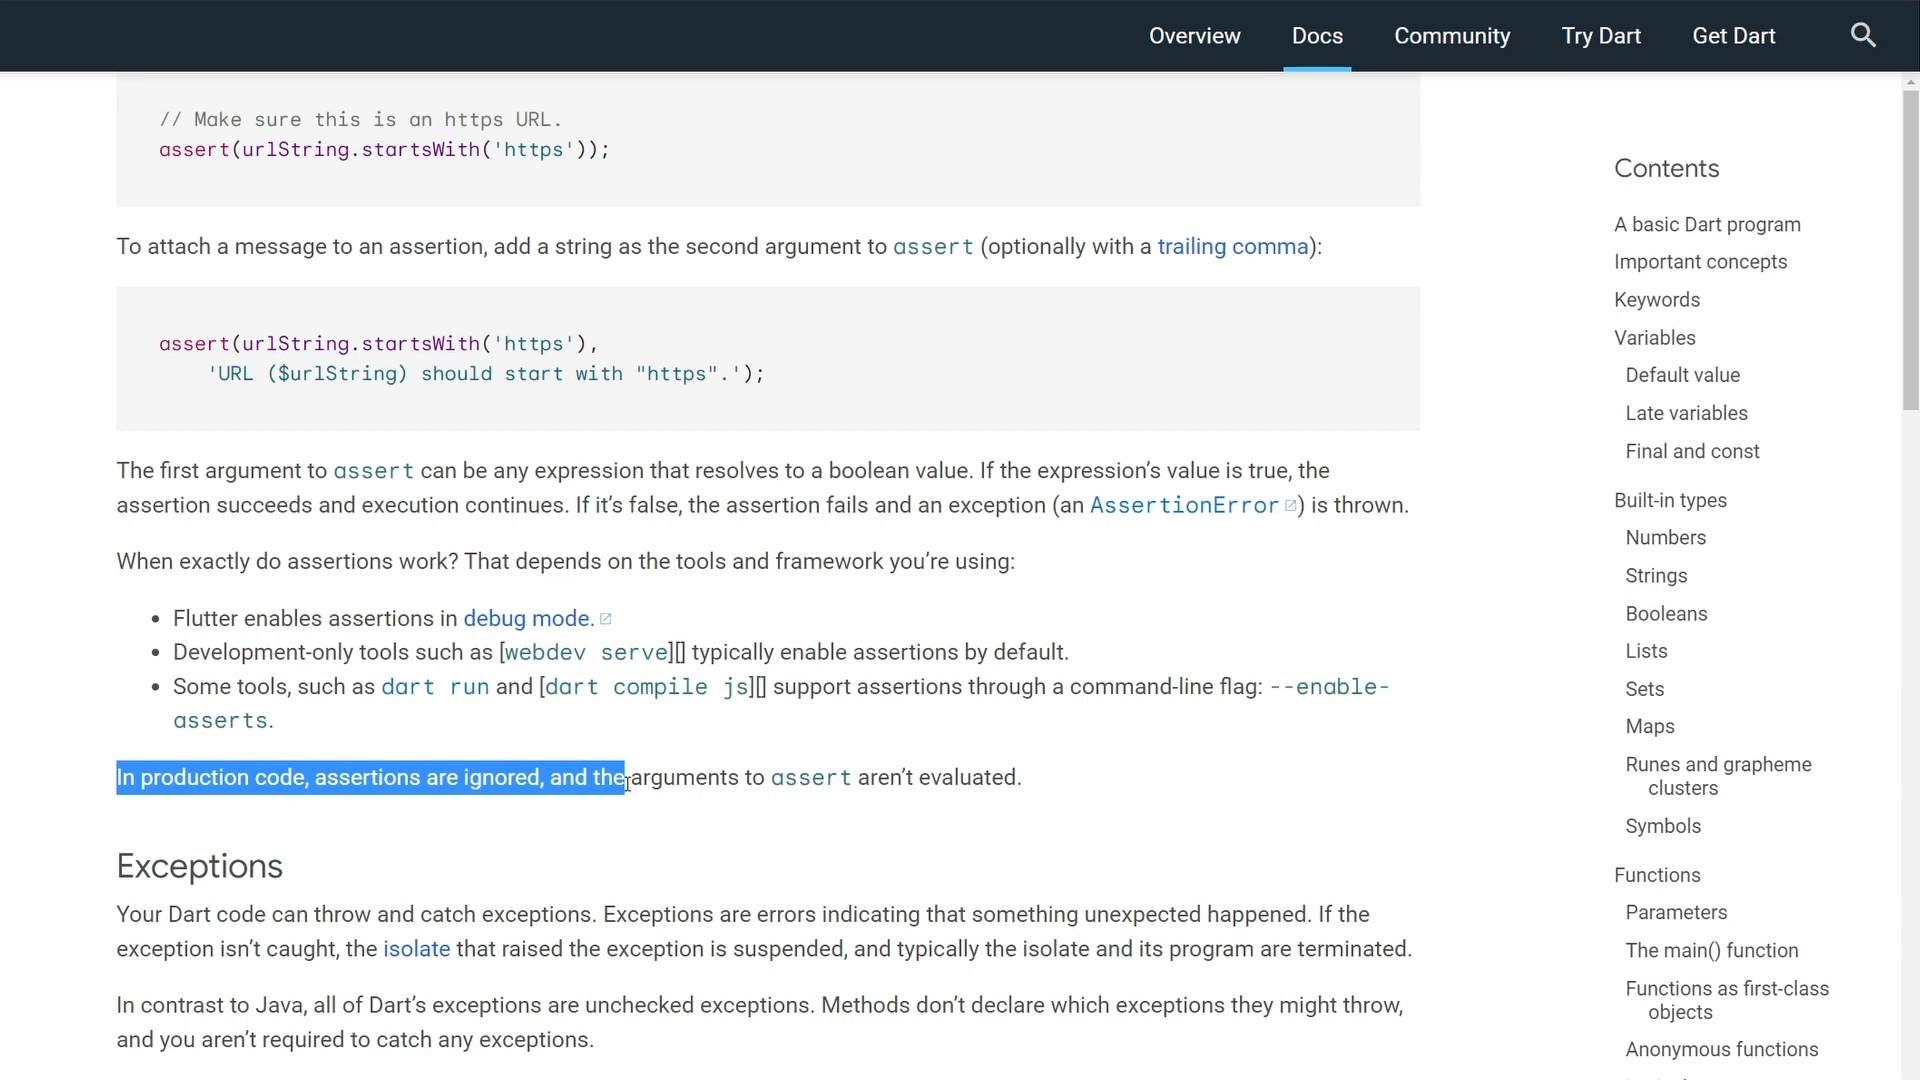 Overview Docs Community Try Dart Get Dart
// Make sure this is an https URL.
assert(urlString.startsWith('https'));
To attach a message to an assertion, add a string as the second argument to assert (optionally with a trailing comma):
assert(urlString.startsWith('https'),
'URL ($urlString) should start with "https".');
The first argument to assert can be any expression that resolves to a boolean value. If the expression’s value is true, the
assertion succeeds and execution continues. If it’s false, the assertion fails and an exception (an AssertionError) is thrown.
When exactly do assertions work? That depends on the tools and framework you’re using:
• Flutter enables assertions in debug mode.
• Development-only tools such as [webdev serve][] typically enable assertions by default.
• Some tools, such as dart run and [dart compile js][] support assertions through a command-line flag: --enable-
asserts.
In production code, assertions are ignored, and the arguments to assert aren’t evaluated.
Exceptions
Your Dart code can throw and catch exceptions. Exceptions are errors indicating that something unexpected happened. If the
exception isn’t caught, the isolate that raised the exception is suspended, and typically the isolate and its program are terminated.
In contrast to Java, all of Dart’s exceptions are unchecked exceptions. Methods don’t declare which exceptions they might throw,
and you aren’t required to catch any exceptions.
Contents
A basic Dart program
Important concepts
Keywords
Variables
Default value
Late variables
Final and const
Built-in types
Numbers
Strings
Booleans
Lists
Sets
Maps
Runes and grapheme
clusters
Symbols
Functions
Parameters
The main() function
Functions as first-class
objects
Anonymous functions